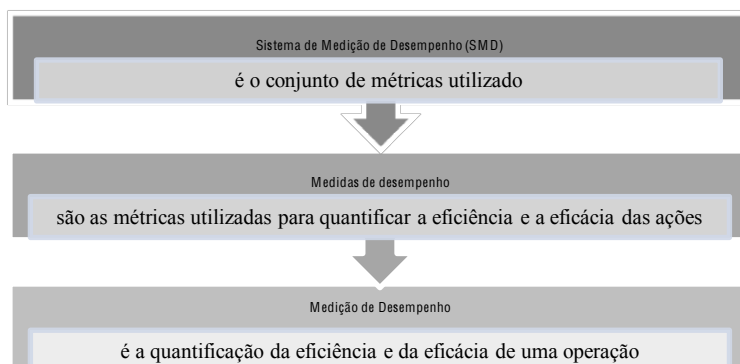 Sistema de Medição de Desempenho (SMD)
é o conjunto de métricas utilizado
Medidas de desempenho
são as métricas utilizadas para quantificar a eficiência e a eficácia das ações
Medição de Desempenho
é a quantificação da eficiência e da eficácia de uma operação